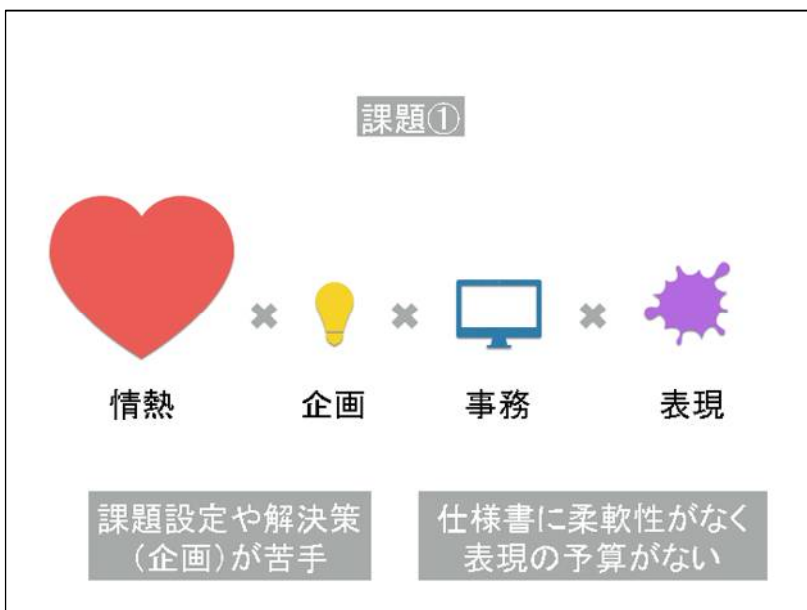 課題①
情熱 企画 事務 表現
課題設定や解決策
(企画)が苦手
仕様書に柔軟性がなく
表現の予算がない